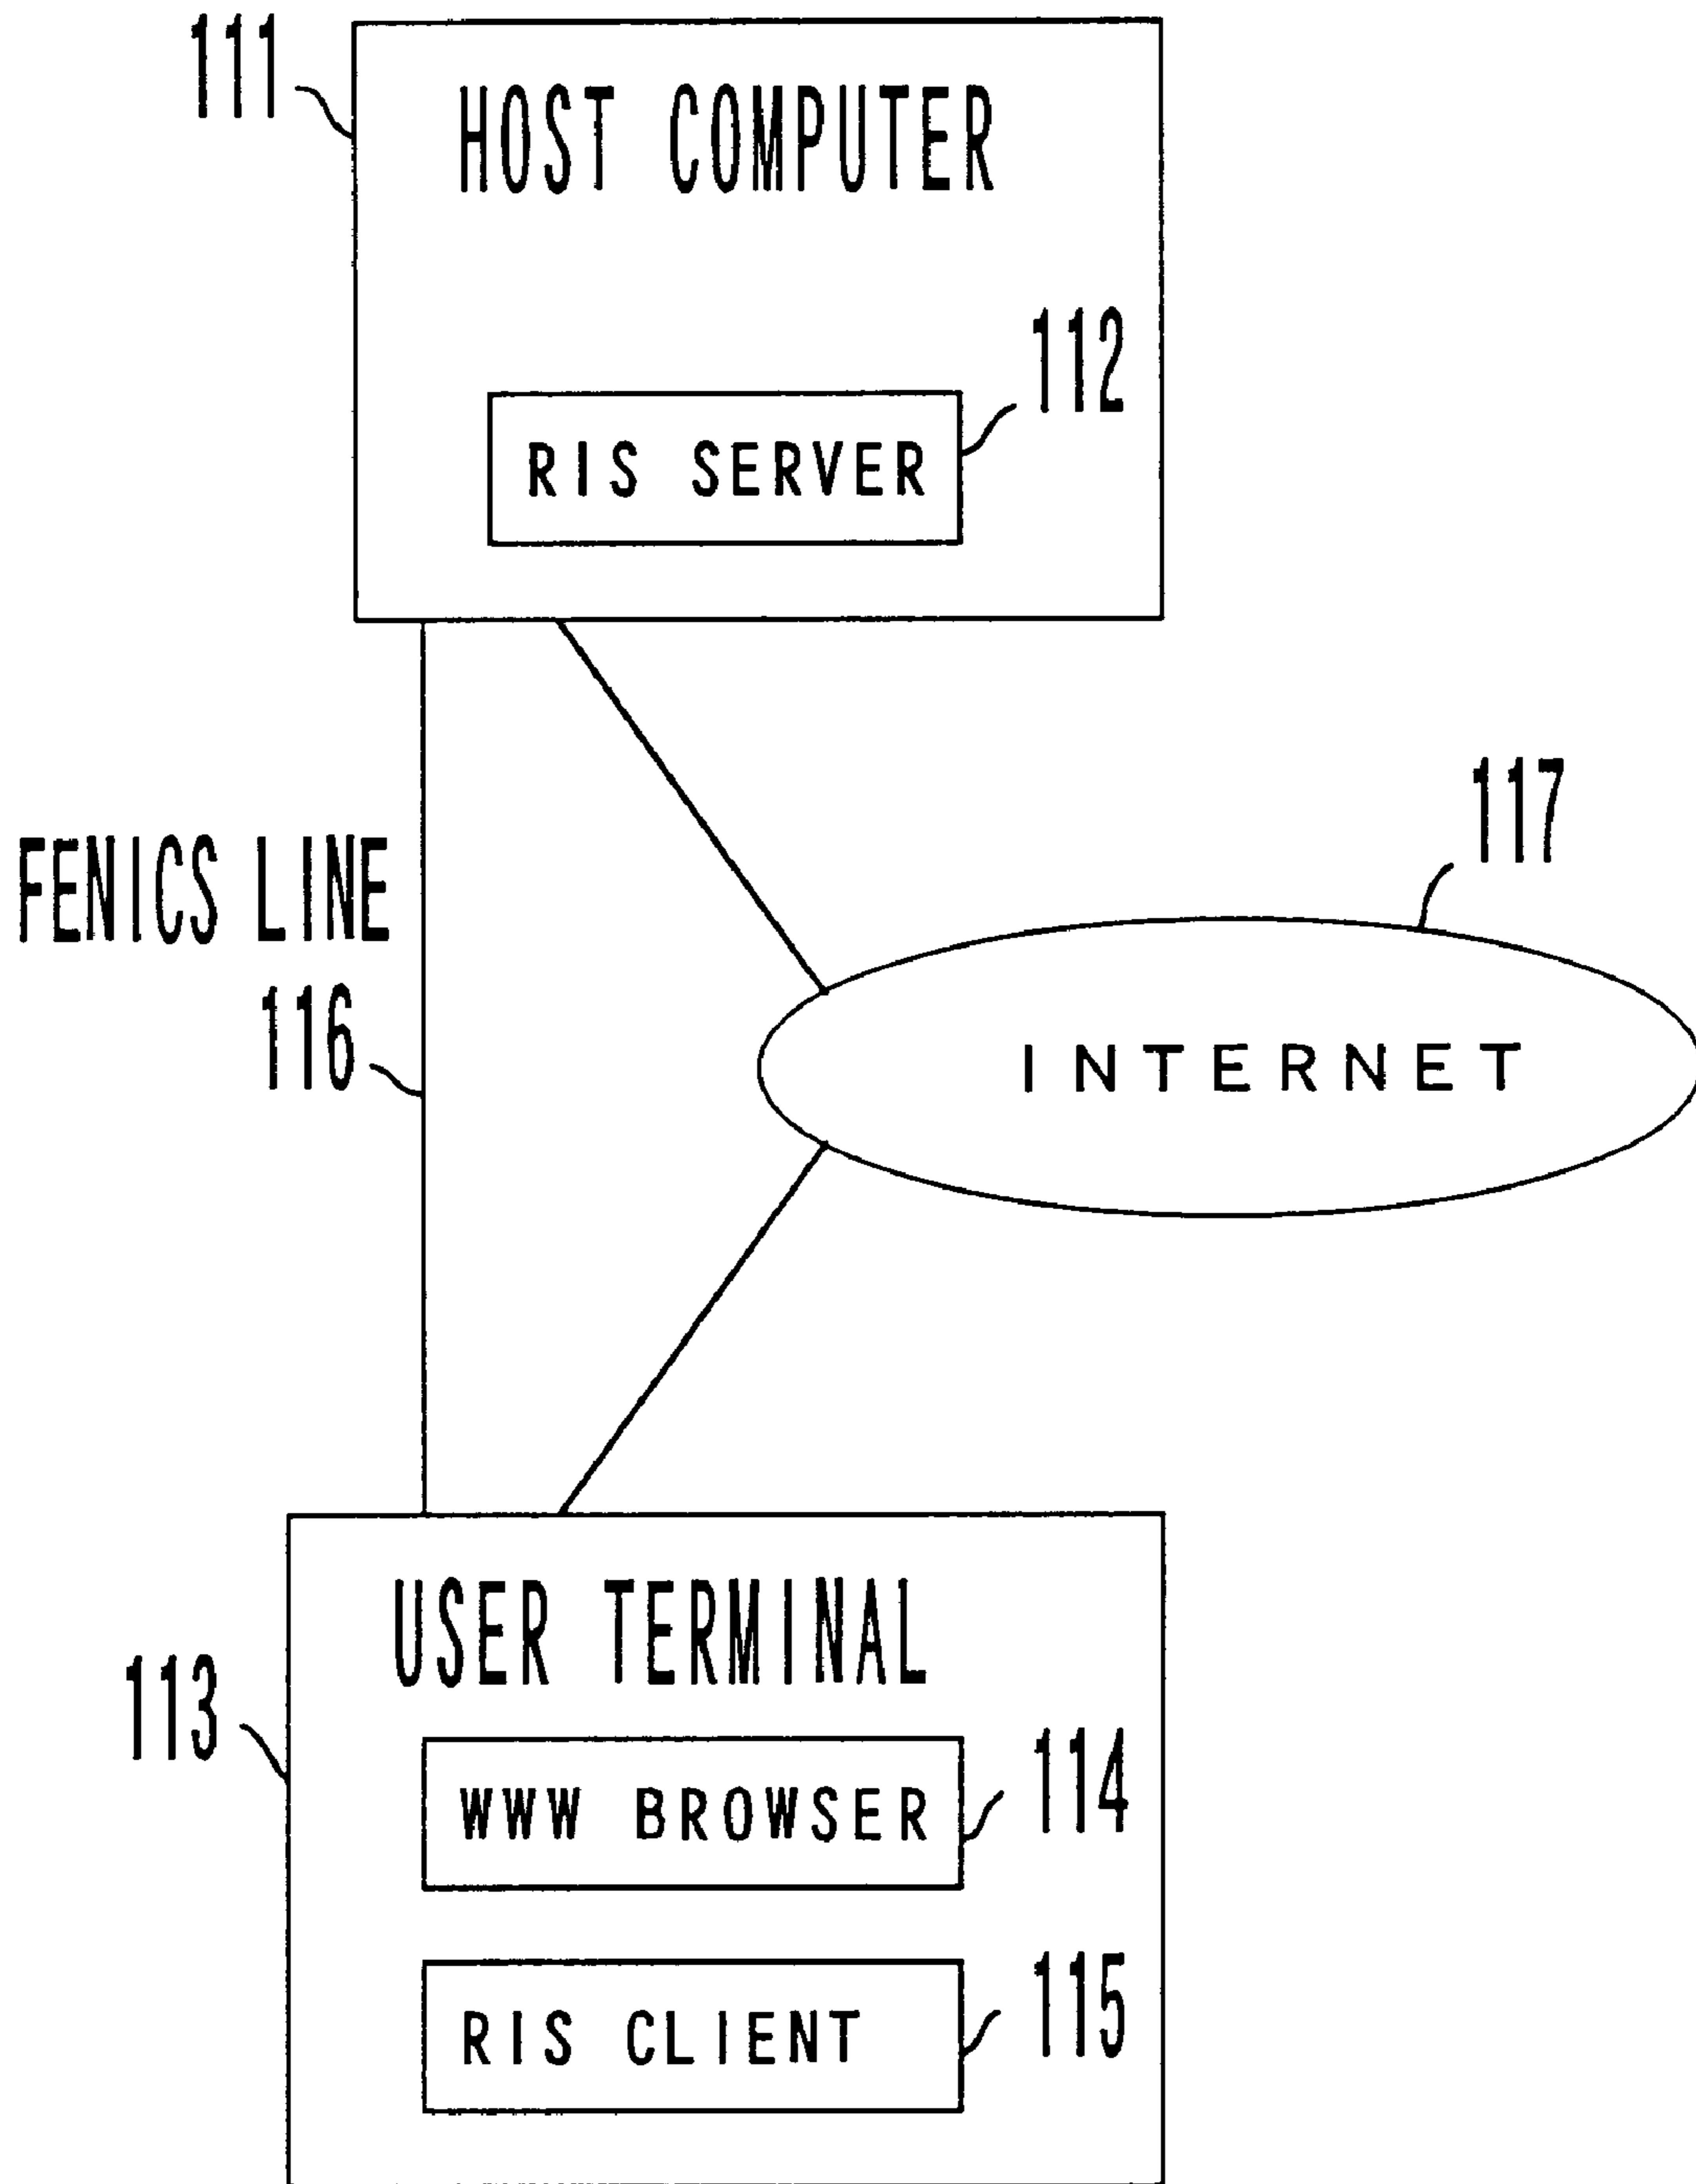 111
HOST COMPUTER
112
RIS SERVER
117
FENICS LINE
116
INTERNET
USER TERMINAL
113
114
WWW BROWSER
115
RIS CLIENT